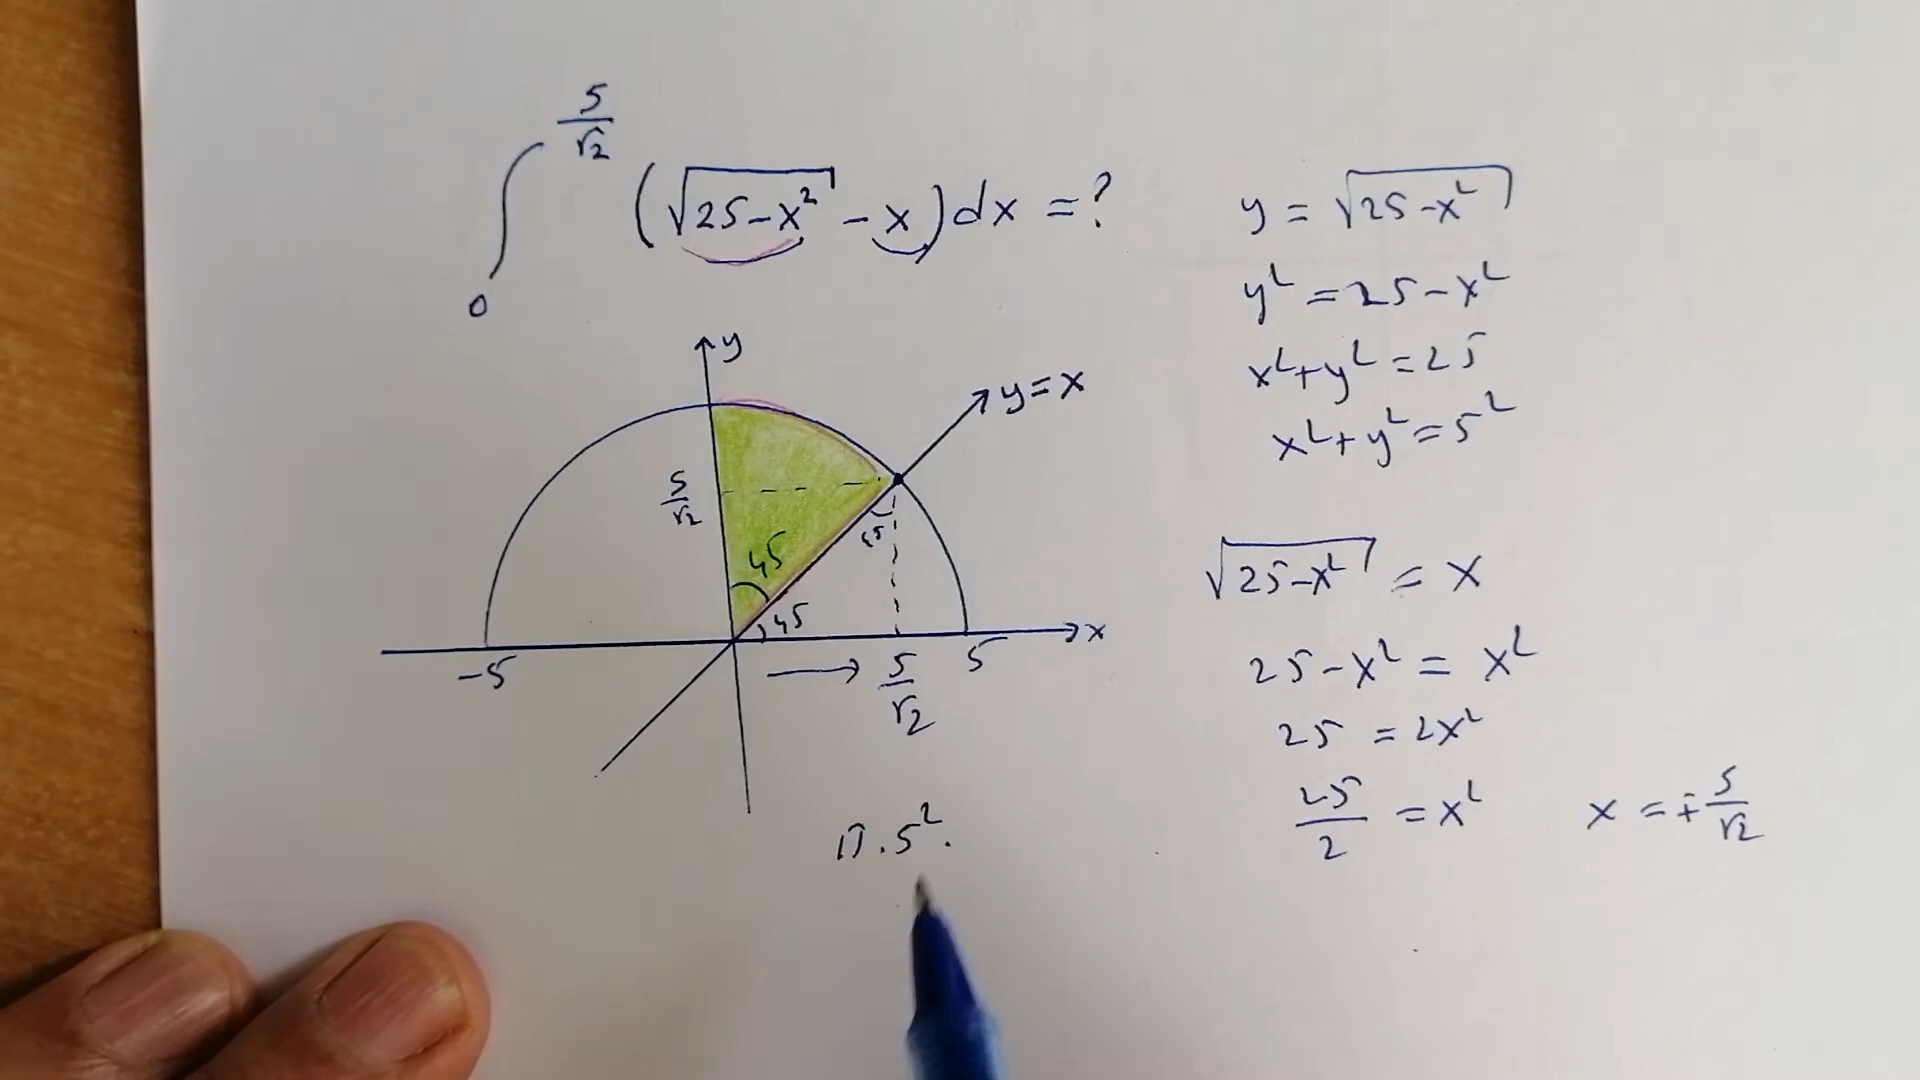 ∫₀^(5/√2) (√(25-x²) - x)dx = ?
y
y = x
5/√2
45
45
45
-5
5/√2
5
x
π.5².
y = √(25-x²)
y² = 25-x²
x²+y² = 25
x²+y² = 5²
√(25-x²) = x
25-x² = x²
25 = 2x²
25/2 = x² x = ∓5/√2